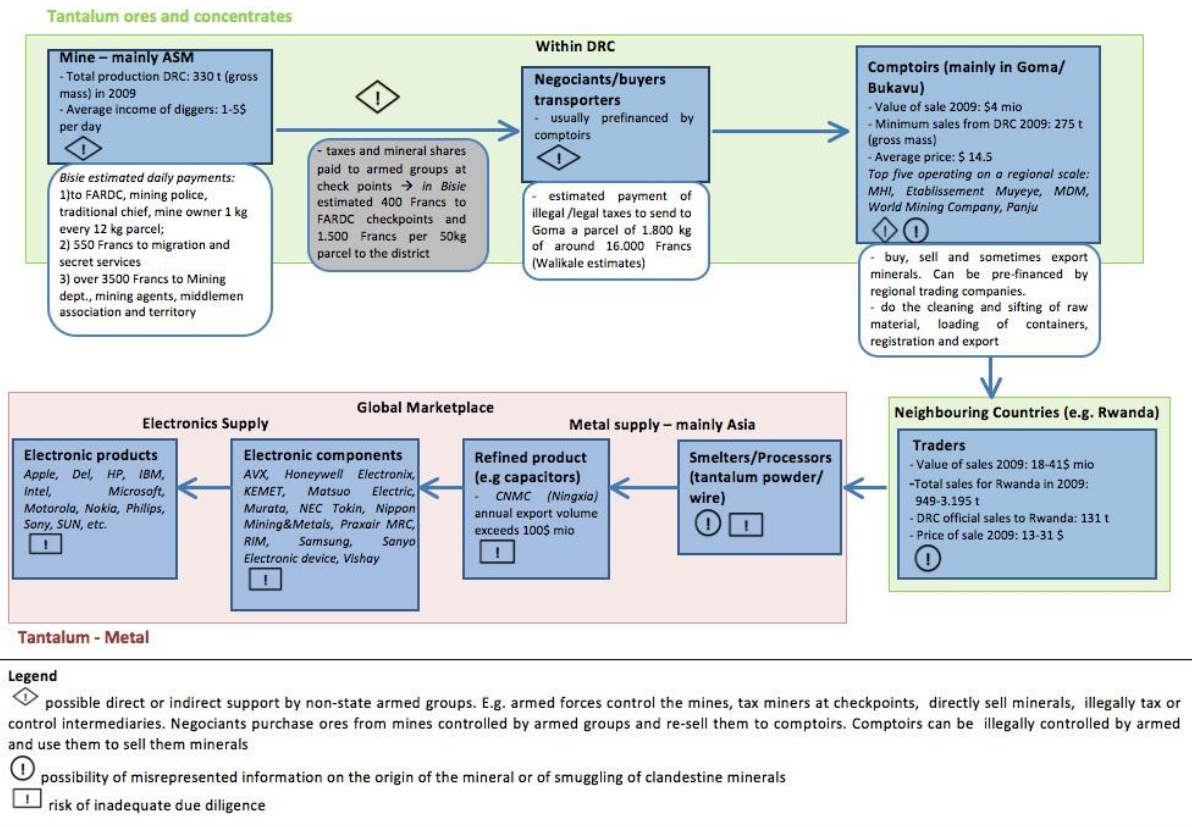 Tantalum ores and concentrates
Within DRC
Mine – mainly ASM
- Total production DRC: 330 t (gross
mass) in 2009
- Average income of diggers: 1-5$
per day
!
Bisie estimated daily payments:
1)to FARDC, mining police,
traditional chief, mine owner 1 kg
every 12 kg parcel;
2) 550 Francs to migration and
secret services
3) over 3500 Francs to Mining
dept., mining agents, middlemen
association and territory
!
- taxes and mineral shares
paid to armed groups at
check points → in Bisie
estimated 400 Francs to
FARDC checkpoints and
1.500 Francs per 50kg
parcel to the district
Negociants/buyers
transporters
- usually prefinanced by
comptoirs
!
- estimated payment of
illegal /legal taxes to send to
Goma a parcel of 1.800 kg
of around 16.000 Francs
(Walikale estimates)
Comptoirs (mainly in Goma/
Bukavu)
- Value of sale 2009: $4 mio
- Minimum sales from DRC 2009: 275 t
(gross mass)
- Average price: $ 14.5
Top five operating on a regional scale:
MHI, Etablissement Muyeye, MDM,
World Mining Company, Panju
! !
- buy, sell and sometimes export
minerals. Can be pre-financed by
regional trading companies.
- do the cleaning and sifting of raw
material, loading of containers,
registration and export
Neighbouring Countries (e.g. Rwanda)
Traders
- Value of sales 2009: 18-41$ mio
-Total sales for Rwanda in 2009:
949-3.195 t
- DRC official sales to Rwanda: 131 t
- Price of sale 2009: 13-31 $
!
Global Marketplace
Electronics Supply
Metal supply – mainly Asia
Smelters/Processors
(tantalum powder/
wire)
! !
Refined product
(e.g capacitors)
- CNMC (Ningxia)
annual export volume
exceeds 100$ mio
!
Electronic components
AVX, Honeywell Electronix,
KEMET, Matsuo Electric,
Murata, NEC Tokin, Nippon
Mining&Metals, Praxair MRC,
RIM, Samsung, Sanyo
Electronic device, Vishay
!
Electronic products
Apple, Del, HP, IBM,
Intel, Microsoft,
Motorola, Nokia, Philips,
Sony, SUN, etc.
!
Tantalum - Metal
Legend
! possible direct or indirect support by non-state armed groups. E.g. armed forces control the mines, tax miners at checkpoints, directly sell minerals, illegally tax or
control intermediaries. Negociants purchase ores from mines controlled by armed groups and re-sell them to comptoirs. Comptoirs can be illegally controlled by armed
and use them to sell them minerals
! possibility of misrepresented information on the origin of the mineral or of smuggling of clandestine minerals
! risk of inadequate due diligence